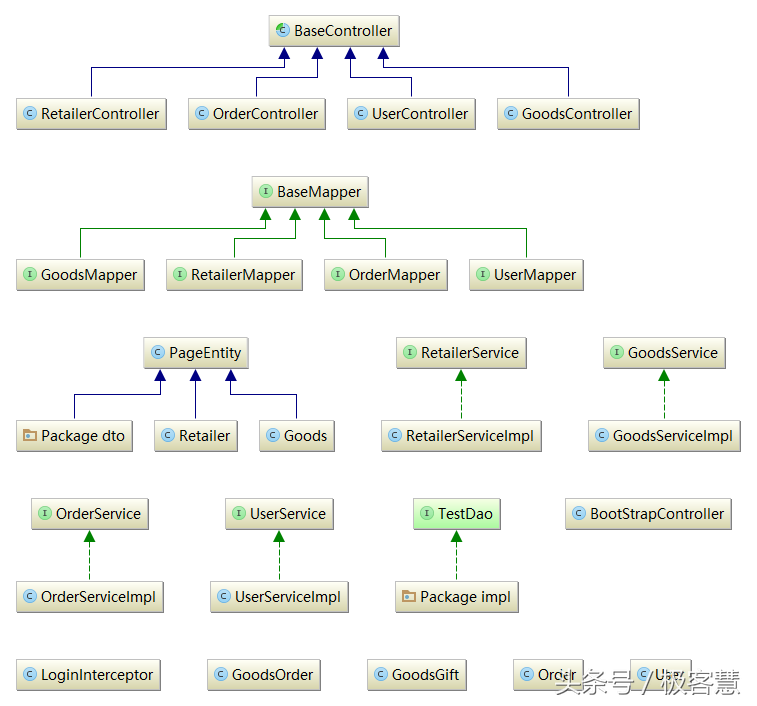 BaseController
RetailerController OrderController UserController GoodsController
BaseMapper
GoodsMapper RetailerMapper OrderMapper UserMapper
PageEntity RetailerService GoodsService
Package dto Retailer Goods RetailerServiceImpl GoodsServiceImpl
OrderService UserService TestDao BootStrapController
OrderServiceImpl UserServiceImpl Package impl
LoginInterceptor GoodsOrder GoodsGift Order User
头条号 / 极客慧